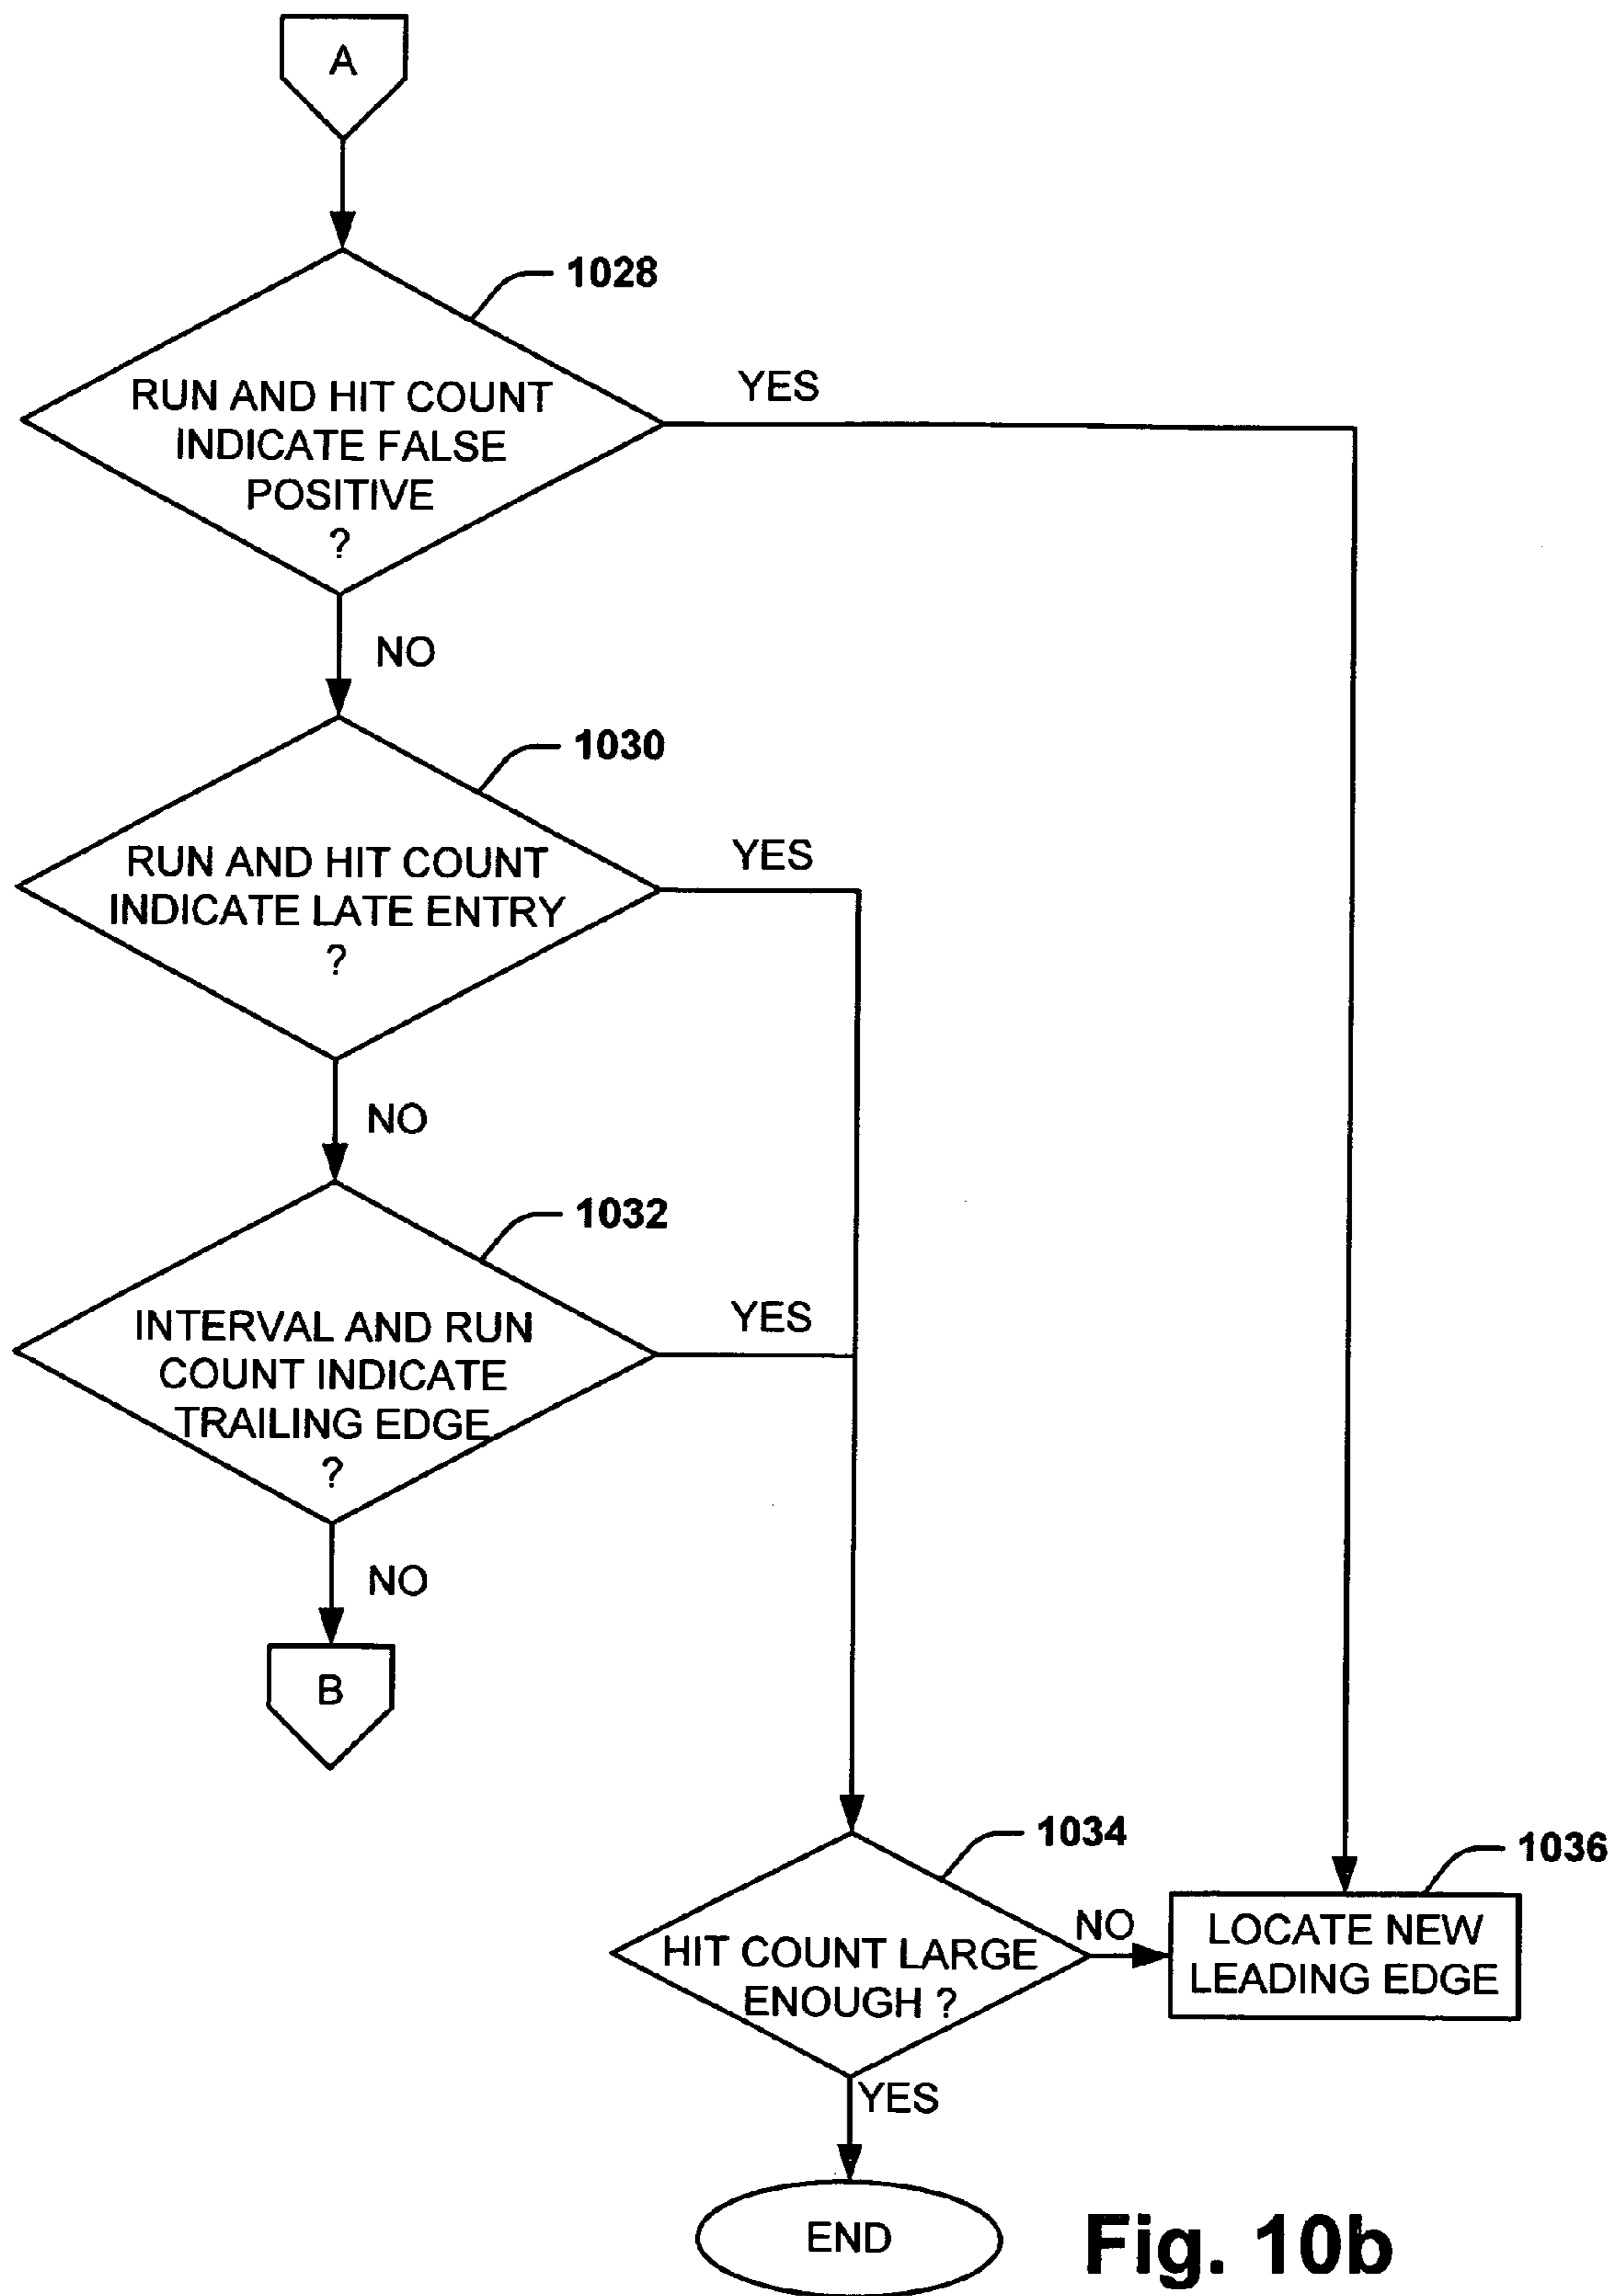 A
1028
RUN AND HIT COUNT
INDICATE FALSE
POSITIVE
?
YES
NO
1030
RUN AND HIT COUNT
INDICATE LATE ENTRY
?
YES
NO
1032
INTERVAL AND RUN
COUNT INDICATE
TRAILING EDGE
?
YES
NO
B
1034
HIT COUNT LARGE
ENOUGH ?
NO
1036
LOCATE NEW
LEADING EDGE
YES
END
Fig. 10b